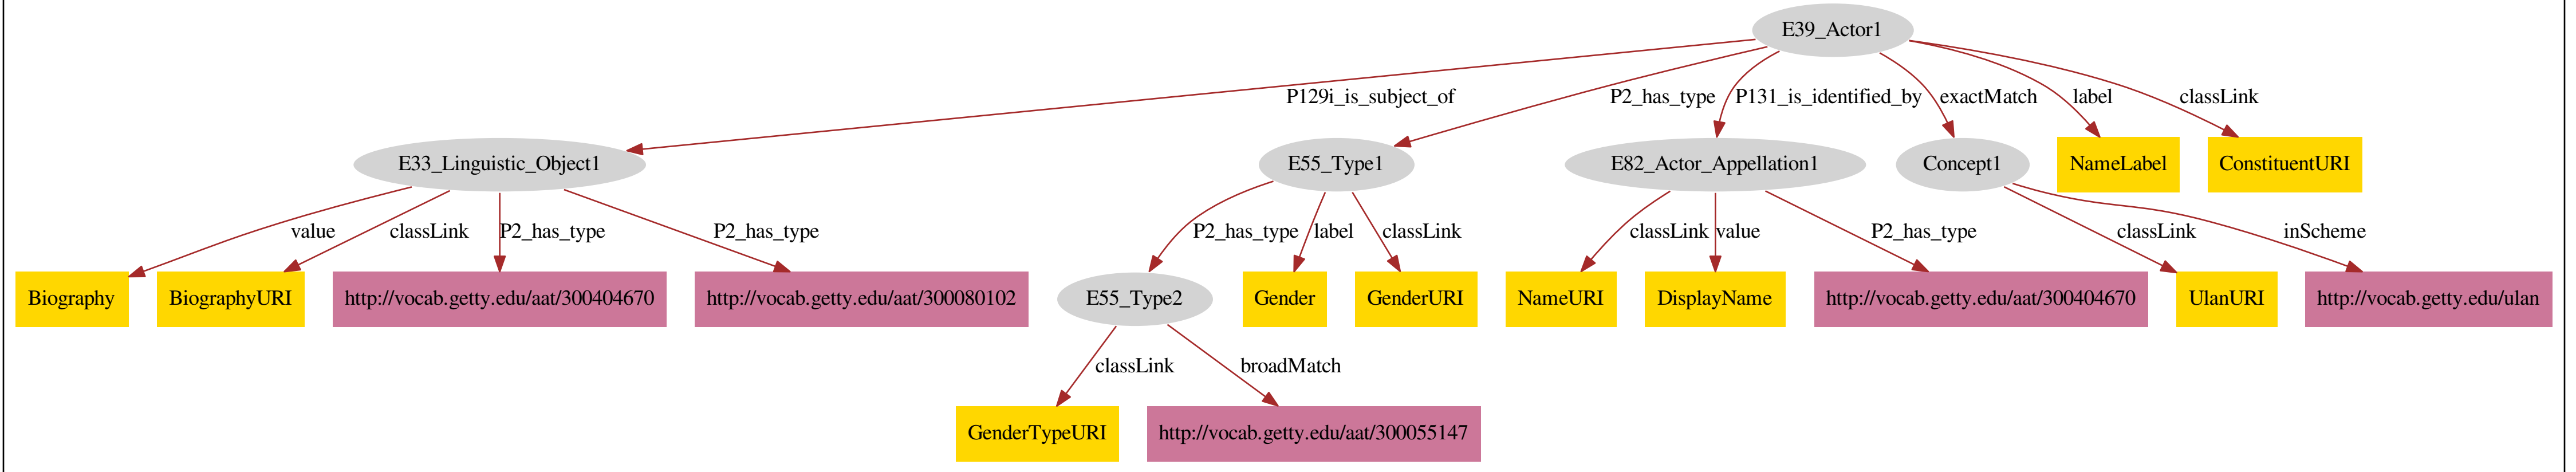 E39_Actor1
P129i_is_subject_of
P2_has_type
P131_is_identified_by
exactMatch
label
classLink
E33_Linguistic_Object1
E55_Type1
E82_Actor_Appellation1
Concept1
NameLabel
ConstituentURI
value
classLink
P2_has_type
P2_has_type
P2_has_type
label
classLink
classLink
value
P2_has_type
classLink
inScheme
Biography
BiographyURI
http://vocab.getty.edu/aat/300404670
http://vocab.getty.edu/aat/300080102
E55_Type2
Gender
GenderURI
NameURI
DisplayName
http://vocab.getty.edu/aat/300404670
UlanURI
http://vocab.getty.edu/ulan
classLink
broadMatch
GenderTypeURI
http://vocab.getty.edu/aat/300055147